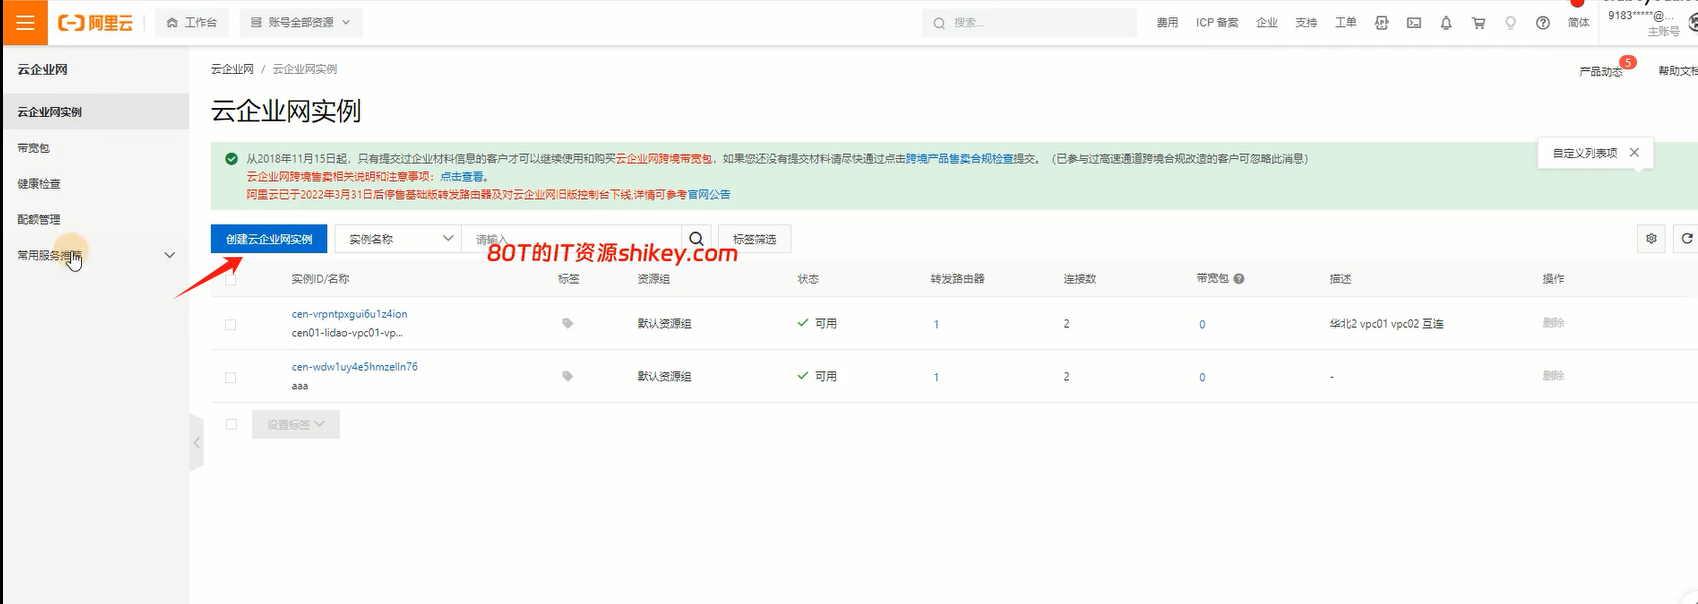 阿里云
工作台
账号全部资源
搜索...
费用
ICP 备案
企业
支持
工单
简体
9183*****@...
主账号
云企业网
云企业网 / 云企业网实例
产品动态
5
帮助文档
云企业网实例
云企业网实例
带宽包
健康检查
配额管理
常用服务推荐
从2018年11月15日起，只有提交过企业材料信息的客户才可以继续使用和购买云企业网跨境带宽包，如果您还没有提交材料请尽快通过点击跨境产品售卖合规检查提交。（已参与过高速通道跨境合规改造的客户可忽略此消息）
云企业网跨境售卖相关说明和注意事项：点击查看。
阿里云已于2022年3月31日后停售基础版转发路由器及对云企业网旧版控制台下线,详情可参考官网公告
自定义列表项
创建云企业网实例
实例名称
请输入
标签筛选
80T的IT资源shikey.com
实例ID/名称 标签 资源组 状态 转发路由器 连接数 带宽包 描述 操作
cen-vrpntpxgui6u1z4ion
cen01-lidao-vpc01-vp...
默认资源组 可用 1 2 0 华北2 vpc01 vpc02 互连 删除
cen-wdw1uy4e5hmzelln76
aaa
默认资源组 可用 1 2 0 - 删除
设置标签